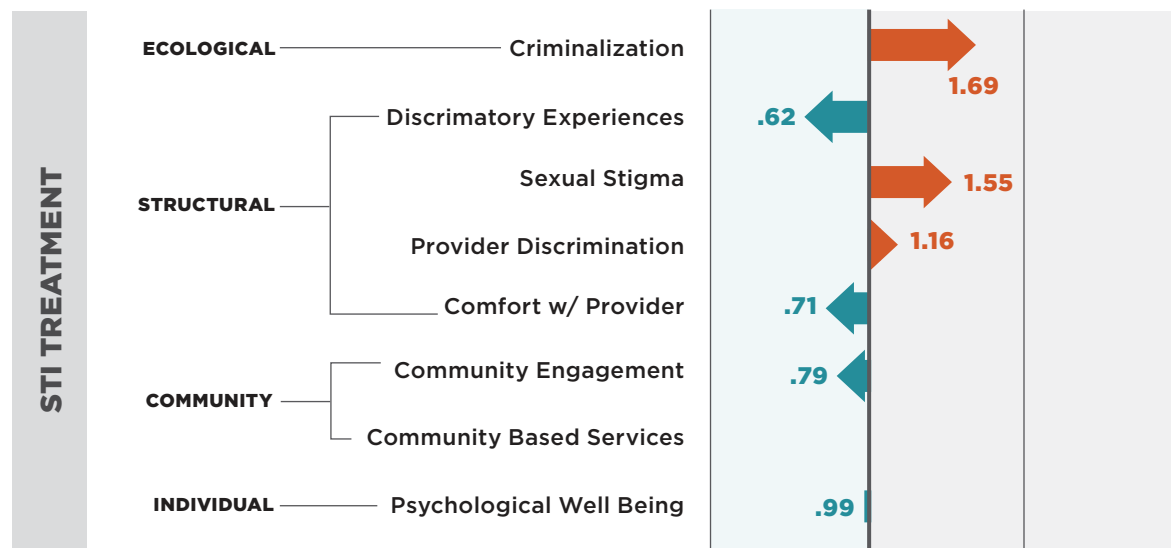 STI TREATMENT
ECOLOGICAL
Criminalization
1.69
STRUCTURAL
Discrimatory Experiences
.62
Sexual Stigma
1.55
Provider Discrimination
1.16
Comfort w/ Provider
.71
COMMUNITY
Community Engagement
.79
Community Based Services
INDIVIDUAL
Psychological Well Being
.99